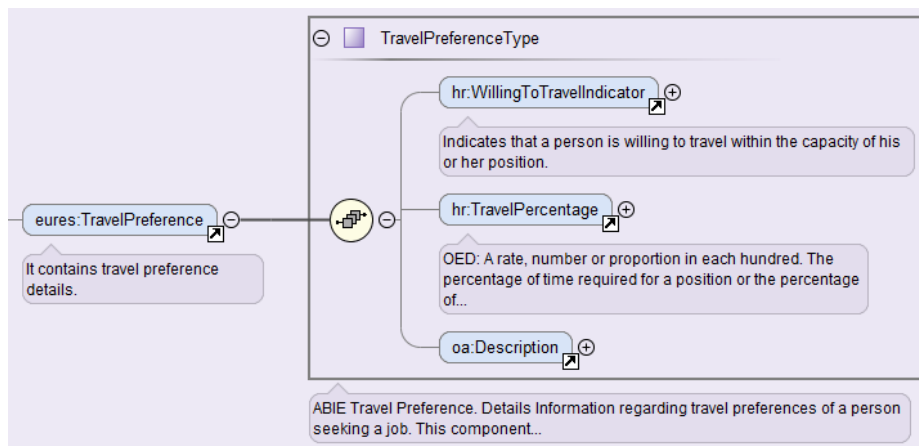 TravelPreferenceType
hr:WillingToTravelIndicator
Indicates that a person is willing to travel within the capacity of his
or her position.
eures:TravelPreference
It contains travel preference
details.
hr:TravelPercentage
OED: A rate, number or proportion in each hundred. The
percentage of time required for a position or the percentage
of...
oa:Description
ABIE Travel Preference. Details Information regarding travel preferences of a person
seeking a job. This component...